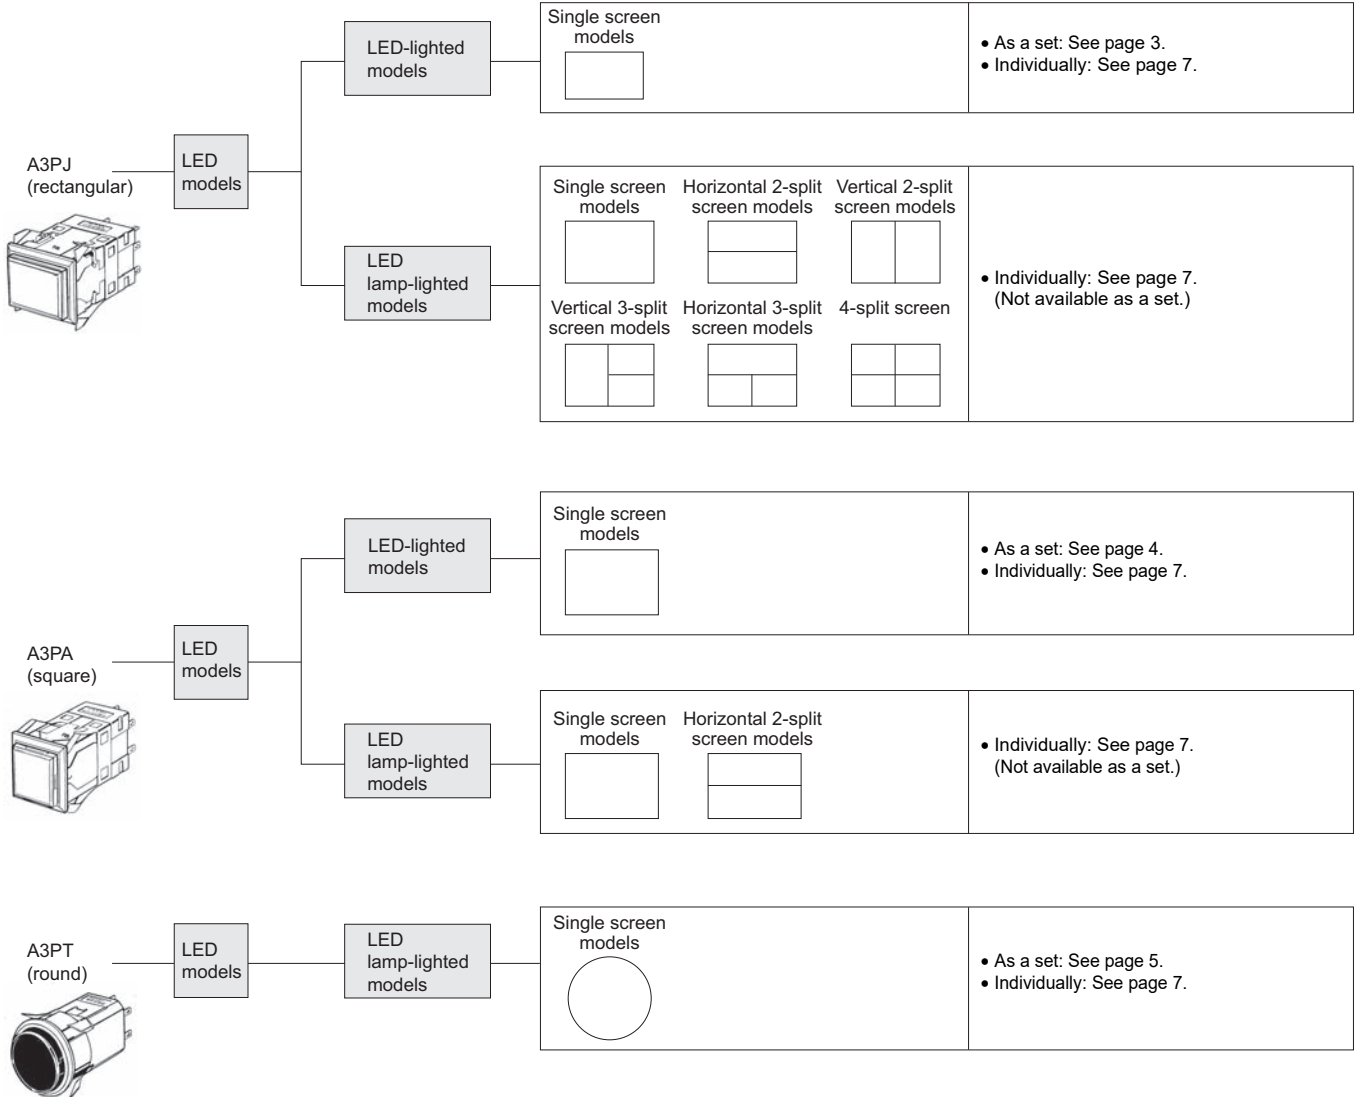 Single screen
models
LED-lighted
models
• As a set: See page 3.
• Individually: See page 7.
A3PJ
(rectangular)
LED
models
Single screen
models
Horizontal 2-split
screen models
Vertical 2-split
screen models
LED
lamp-lighted
models
• Individually: See page 7.
(Not available as a set.)
Vertical 3-split
screen models
Horizontal 3-split
screen models
4-split screen
Single screen
models
LED-lighted
models
• As a set: See page 4.
• Individually: See page 7.
A3PA
(square)
LED
models
Single screen
models
Horizontal 2-split
screen models
LED
lamp-lighted
models
• Individually: See page 7.
(Not available as a set.)
Single screen
models
A3PT
(round)
LED
models
LED
lamp-lighted
models
• As a set: See page 5.
• Individually: See page 7.